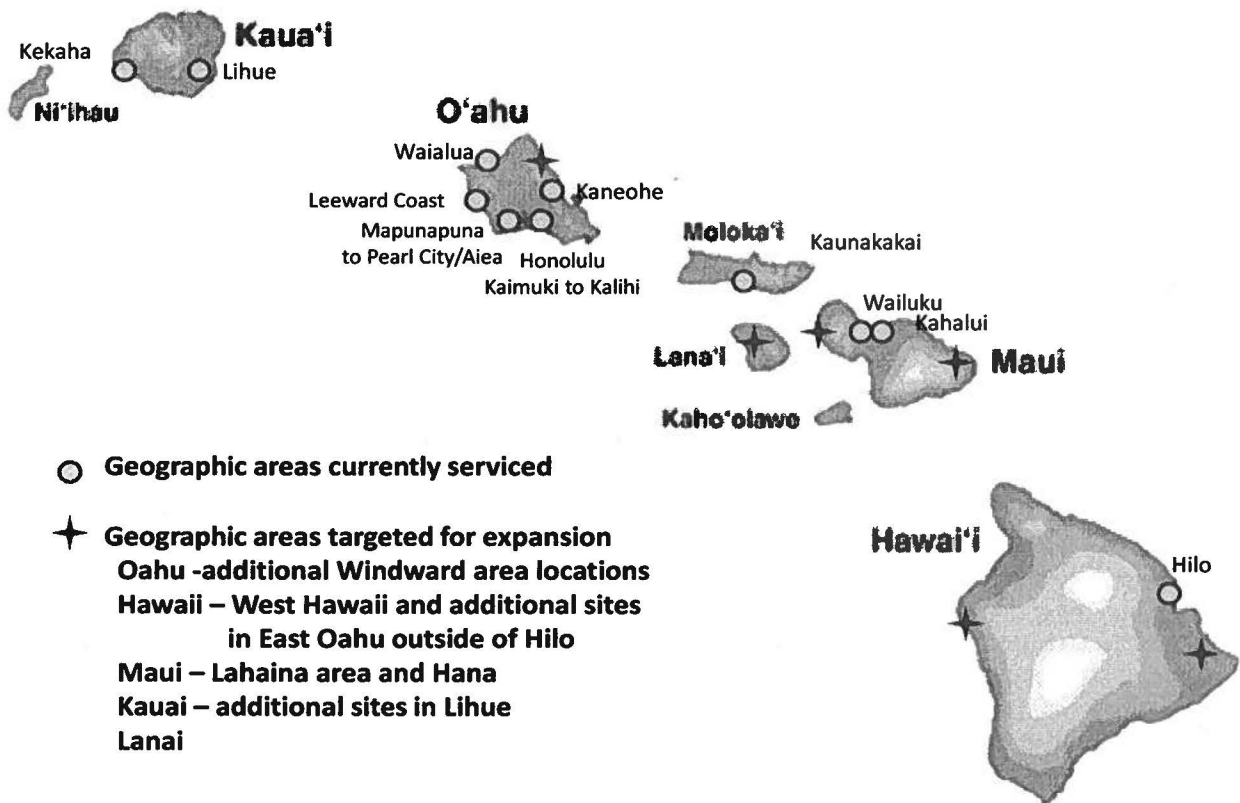 Kaua'i
Kekaha
Lihue
Ni'ihau
O'ahu
Waialua
Kaneohe
Leeward Coast
Mapunapuna
to Pearl City/Aiea
Honolulu
Kaimuki to Kalihi
Moloka'i
Kaunakakai
Wailuku
Kahalui
Lana'i
Maui
Kaho'olawe
Geographic areas currently serviced
Geographic areas targeted for expansion
Oahu -additional Windward area locations
Hawaii – West Hawaii and additional sites
in East Oahu outside of Hilo
Maui – Lahaina area and Hana
Kauai – additional sites in Lihue
Lanai
Hawai'i
Hilo